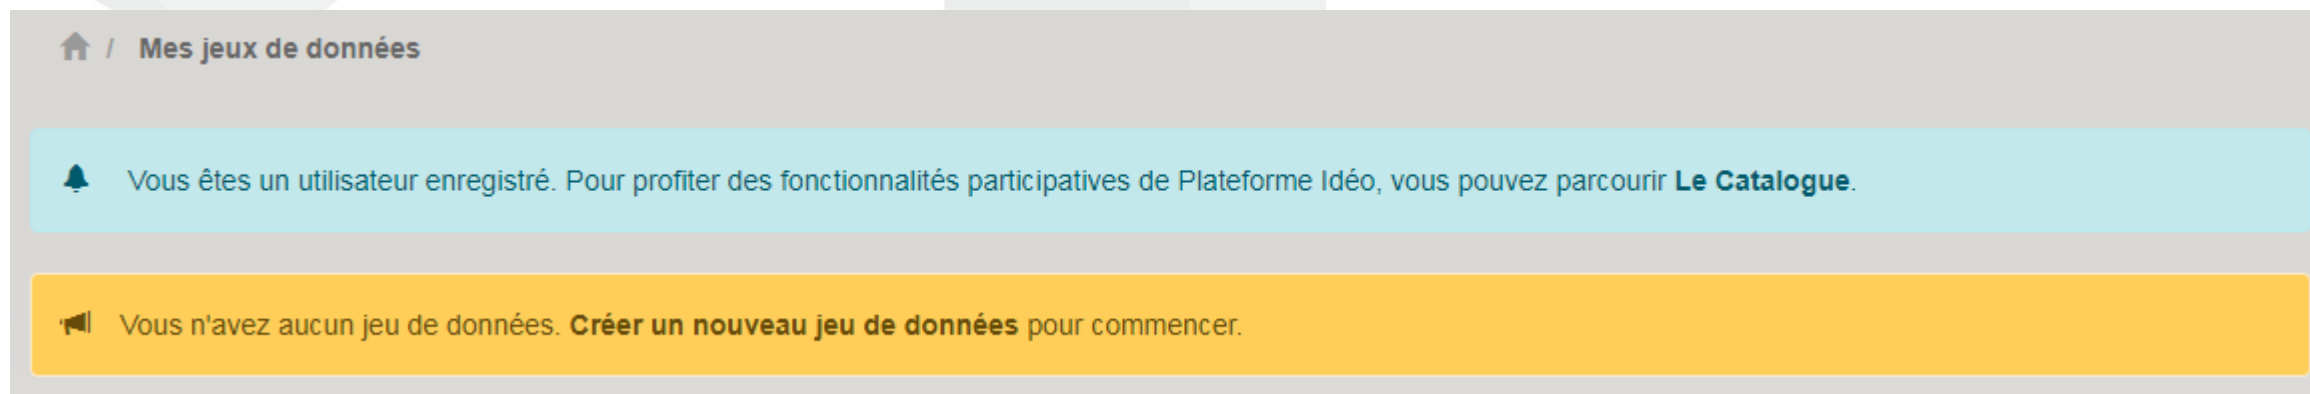 / Mes jeux de données
Vous êtes un utilisateur enregistré. Pour profiter des fonctionnalités participatives de Plateforme Idéo, vous pouvez parcourir Le Catalogue.
Vous n'avez aucun jeu de données. Créer un nouveau jeu de données pour commencer.